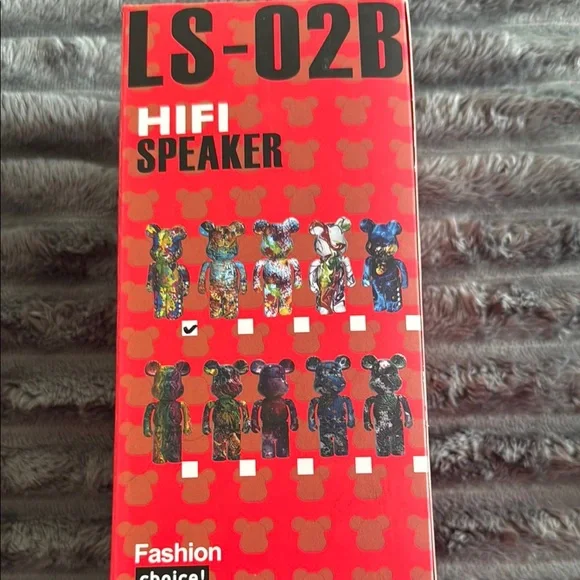 LS-02B
HIFI
SPEAKER
Fashion
choice!